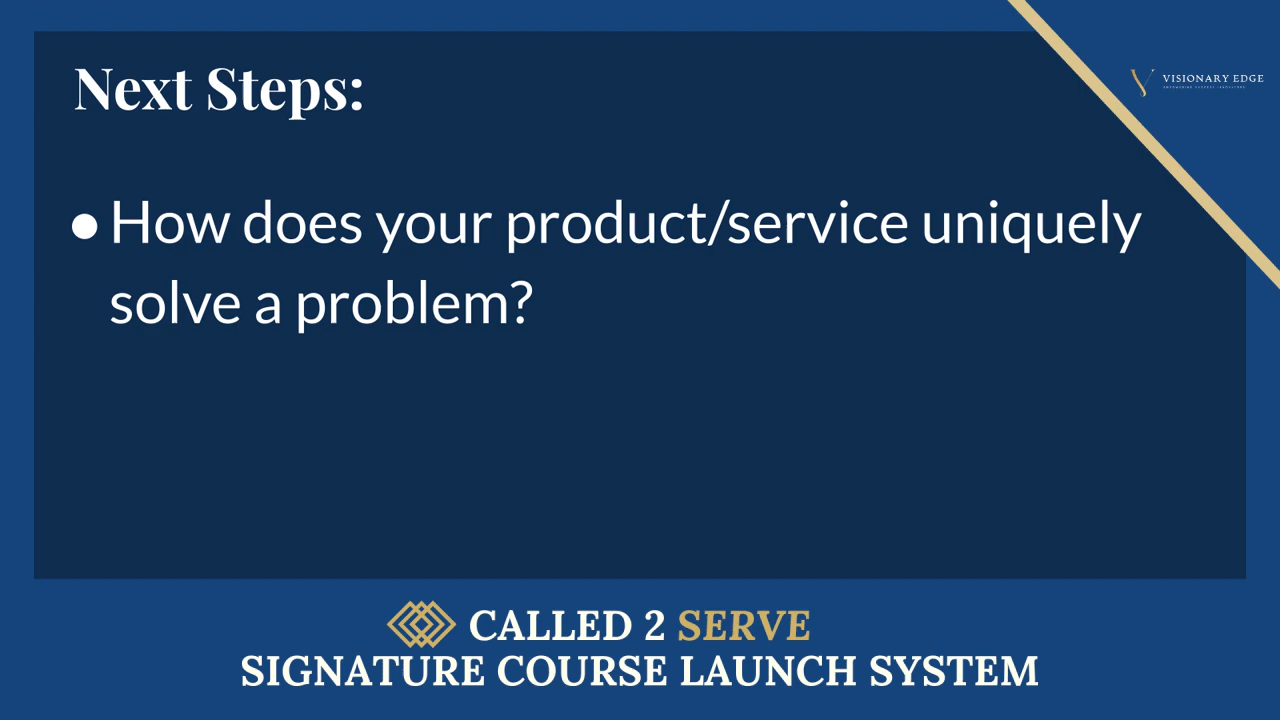 Next Steps:
VISIONARY EDGE
● How does your product/service uniquely
solve a problem?
CALLED 2 SERVE
SIGNATURE COURSE LAUNCH SYSTEM